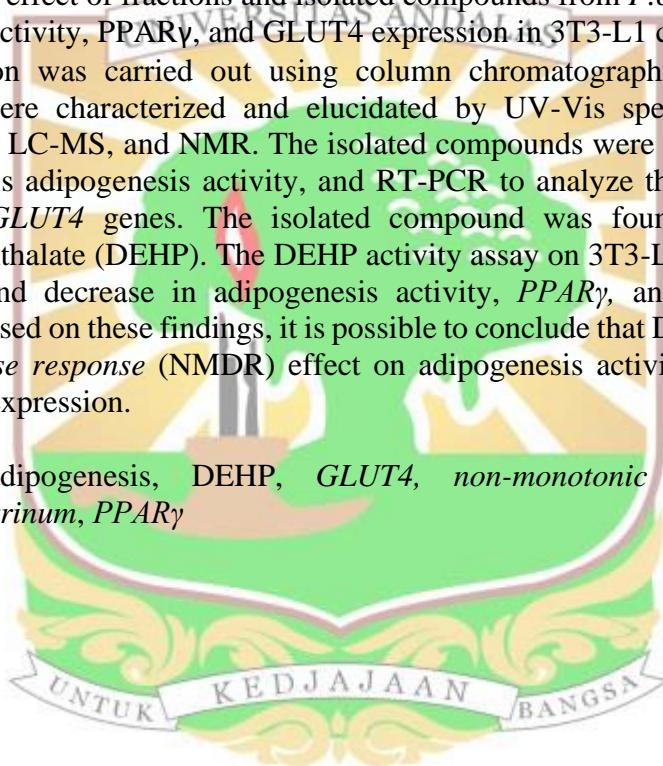 effect of fractions and isolated compounds from P.
UNIVERSITAS ANDALAS
ctivity, PPARγ, and GLUT4 expression in 3T3-L1 c
on was carried out using column chromatograph
ere characterized and elucidated by UV-Vis spe
LC-MS, and NMR. The isolated compounds were
s adipogenesis activity, and RT-PCR to analyze th
GLUT4 genes. The isolated compound was foun
thalate (DEHP). The DEHP activity assay on 3T3-L
nd decrease in adipogenesis activity, PPARγ, an
sed on these findings, it is possible to conclude that D
se response (NMDR) effect on adipogenesis activi
expression.
dipogenesis, DEHP, GLUT4, non-monotonic
rinum, PPARγ
UNTUK KEDJAJAAN BANGSA